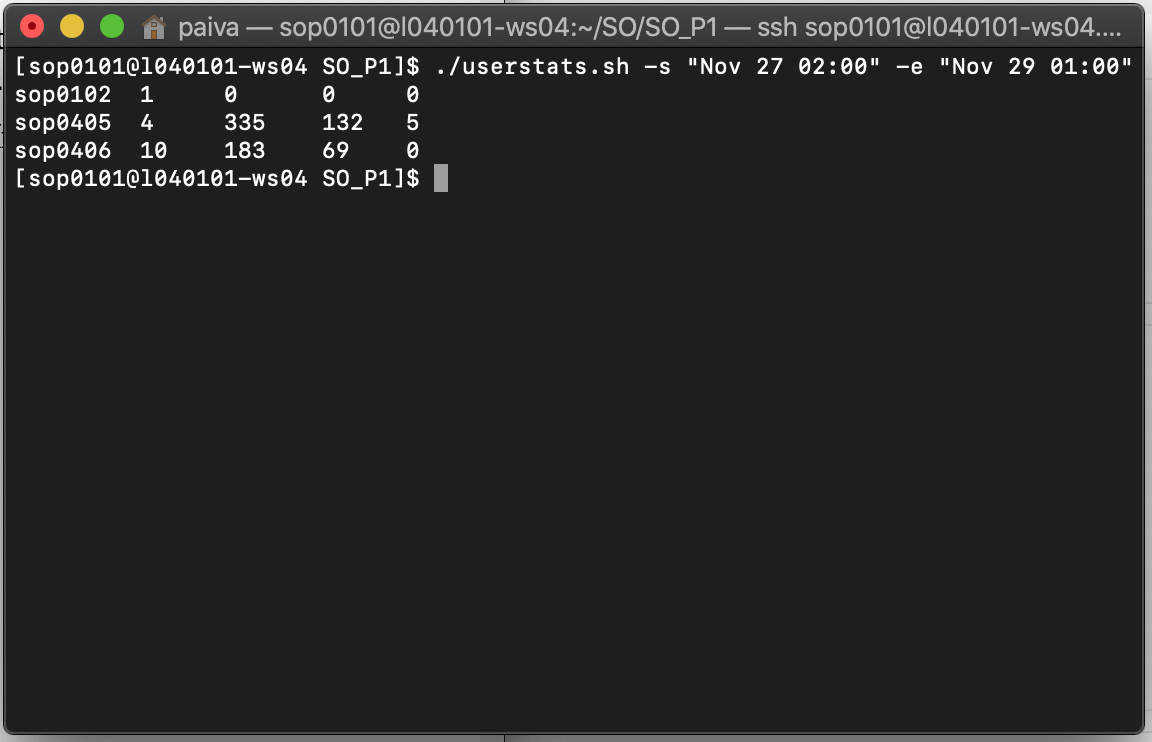 paiva — sop0101@l040101-ws04:~/SO/SO_P1 — ssh sop0101@l040101-ws04....
[sop0101@l040101-ws04 SO_P1]$ ./userstats.sh -s "Nov 27 02:00" -e "Nov 29 01:00"
sop0102 1 0 0 0
sop0405 4 335 132 5
sop0406 10 183 69 0
[sop0101@l040101-ws04 SO_P1]$